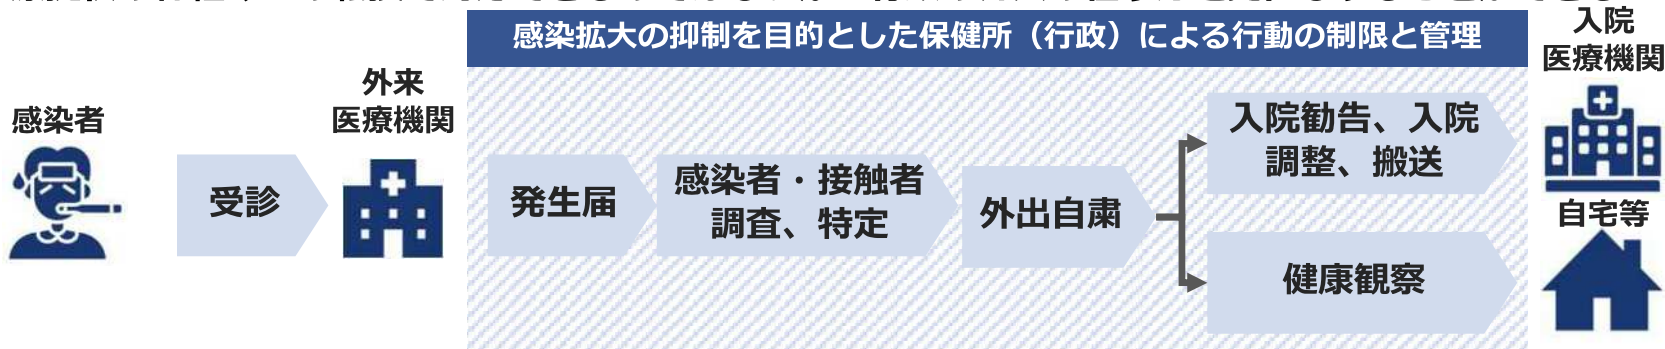 感染拡大の抑制を目的とした保健所（行政）による行動の制限と管理
感染者
受診
外来
医療機関
発生届
感染者・接触者
調査、特定
外出自粛
入院勧告、入院
調整、搬送
健康観察
入院
医療機関
自宅等